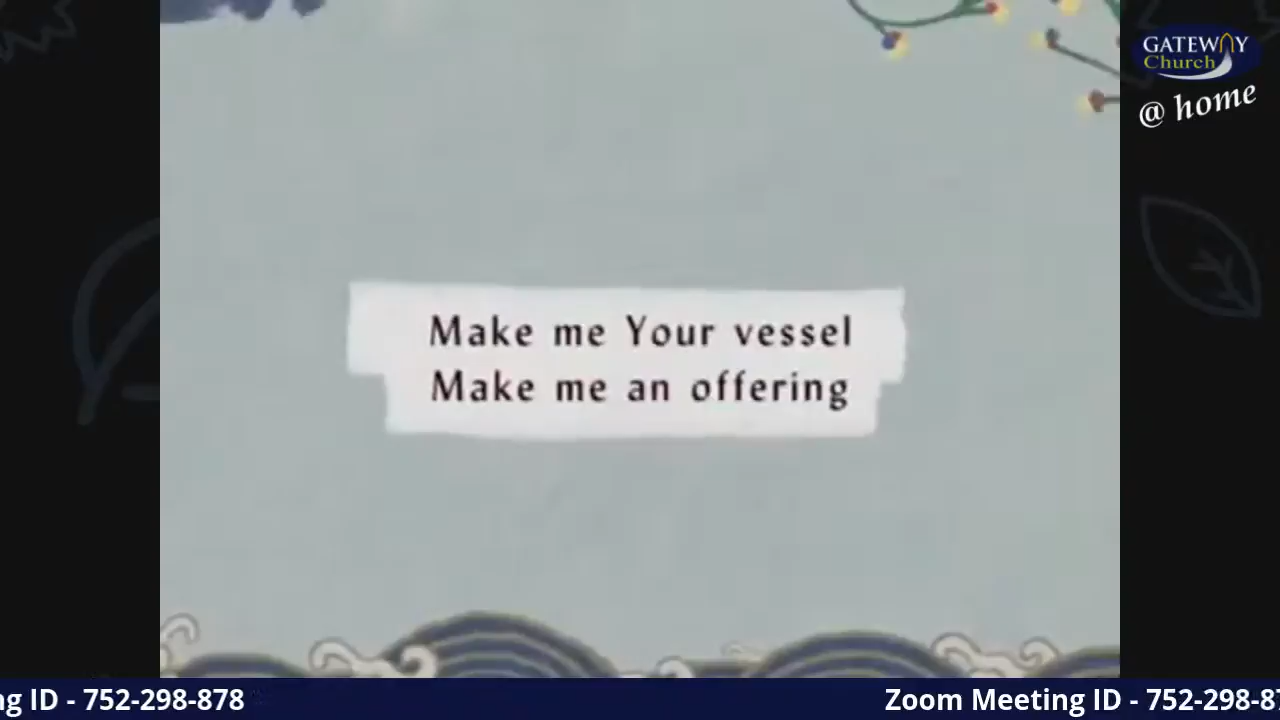 GATEWAY
Church
@ home
Make me Your vessel
Make me an offering
ng ID - 752-298-878
Zoom Meeting ID - 752-298-87